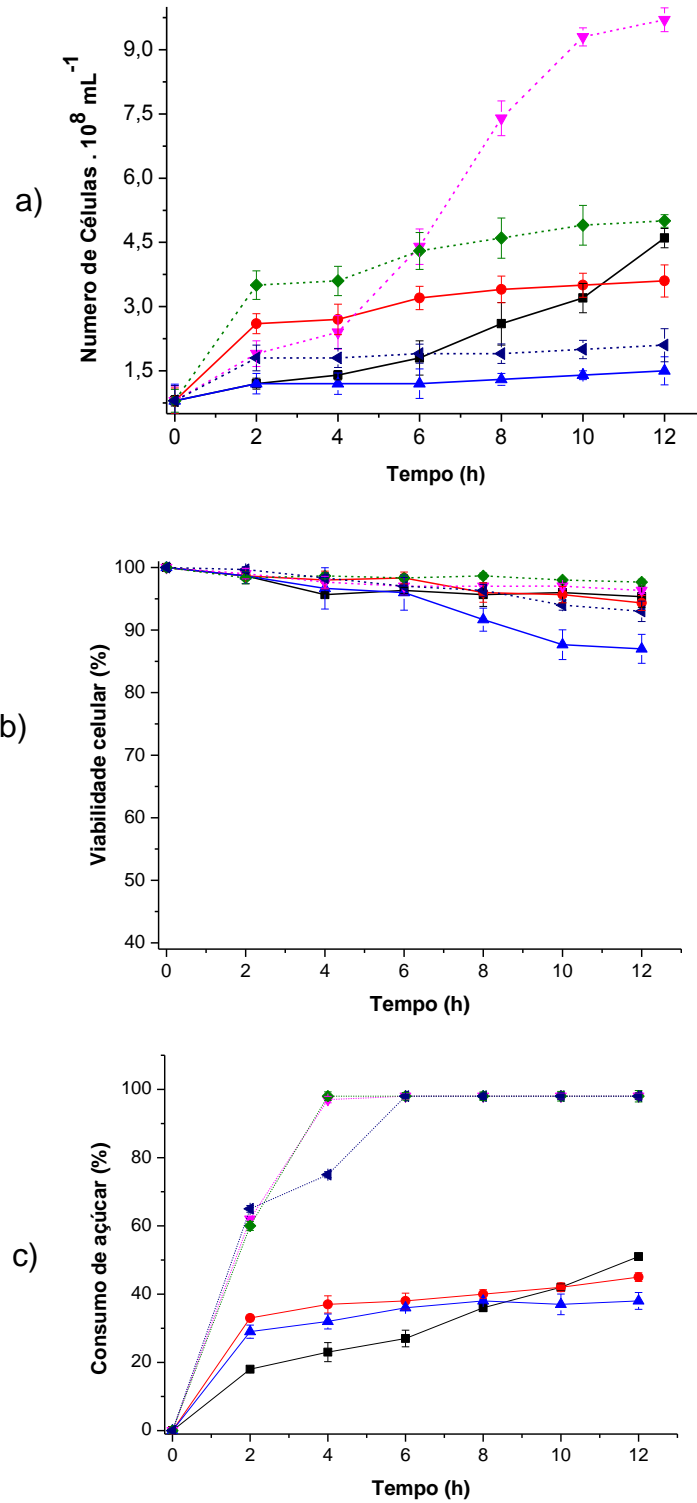 a)
Numero de Células . 10⁸ mL⁻¹
9,0
7,5
6,0
4,5
3,0
1,5
0 2 4 6 8 10 12
Tempo (h)
b)
Viabilidade celular (%)
100
90
80
70
60
50
40
0 2 4 6 8 10 12
Tempo (h)
c)
Consumo de açúcar (%)
100
80
60
40
20
0
0 2 4 6 8 10 12
Tempo (h)